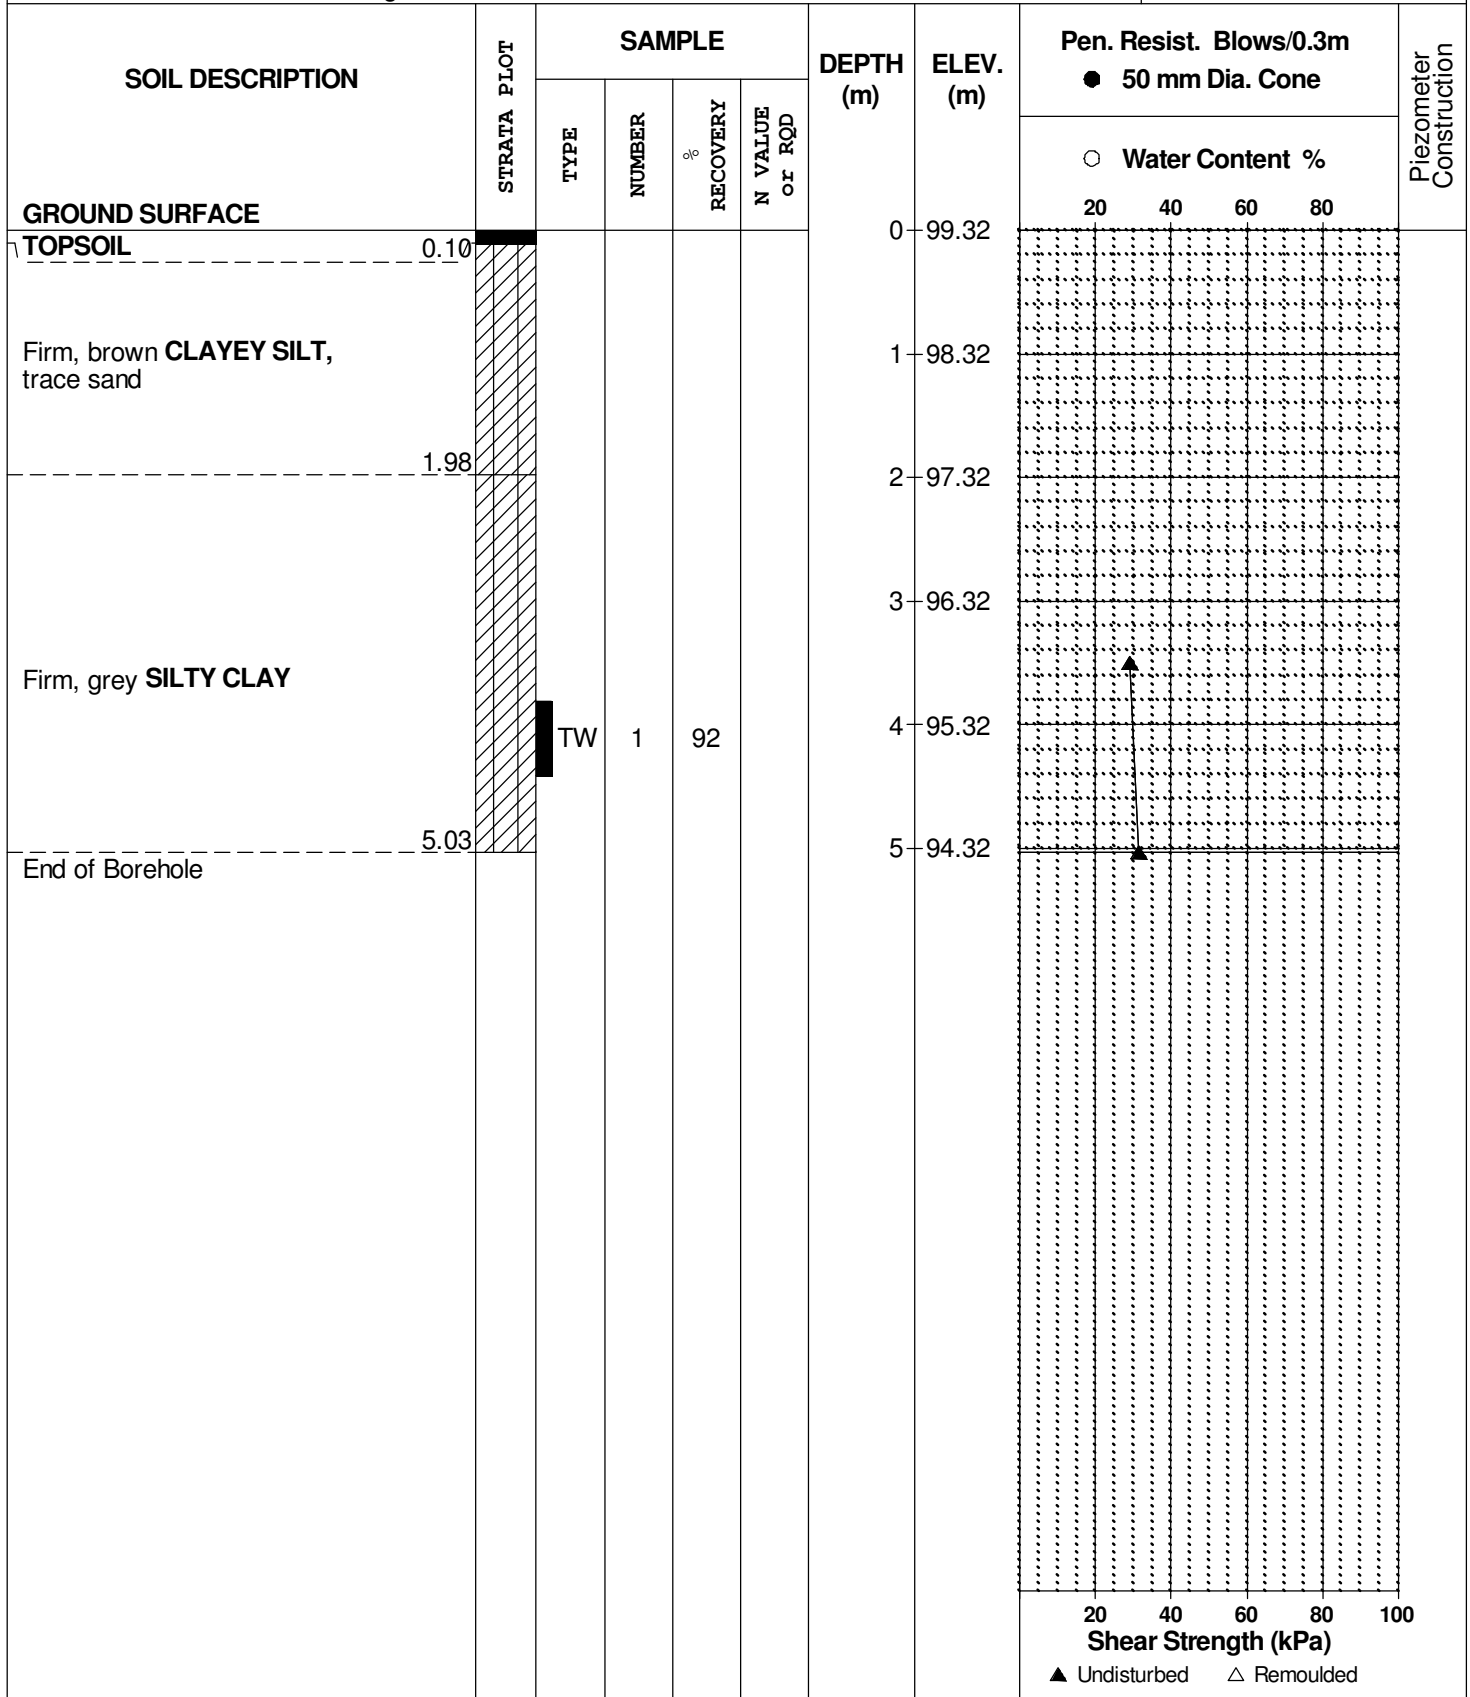 SOIL DESCRIPTION
STRATA PLOT
SAMPLE
TYPE
NUMBER
% RECOVERY
N VALUE or RQD
DEPTH (m)
ELEV. (m)
Pen. Resist. Blows/0.3m
● 50 mm Dia. Cone
○ Water Content %
20 40 60 80
Piezometer Construction
GROUND SURFACE
0 99.32
TOPSOIL 0.10
Firm, brown CLAYEY SILT,
trace sand
1 98.32
1.98
2 97.32
3 96.32
Firm, grey SILTY CLAY
TW 1 92
4 95.32
5.03
5 94.32
End of Borehole
20 40 60 80 100
Shear Strength (kPa)
▲ Undisturbed △ Remoulded